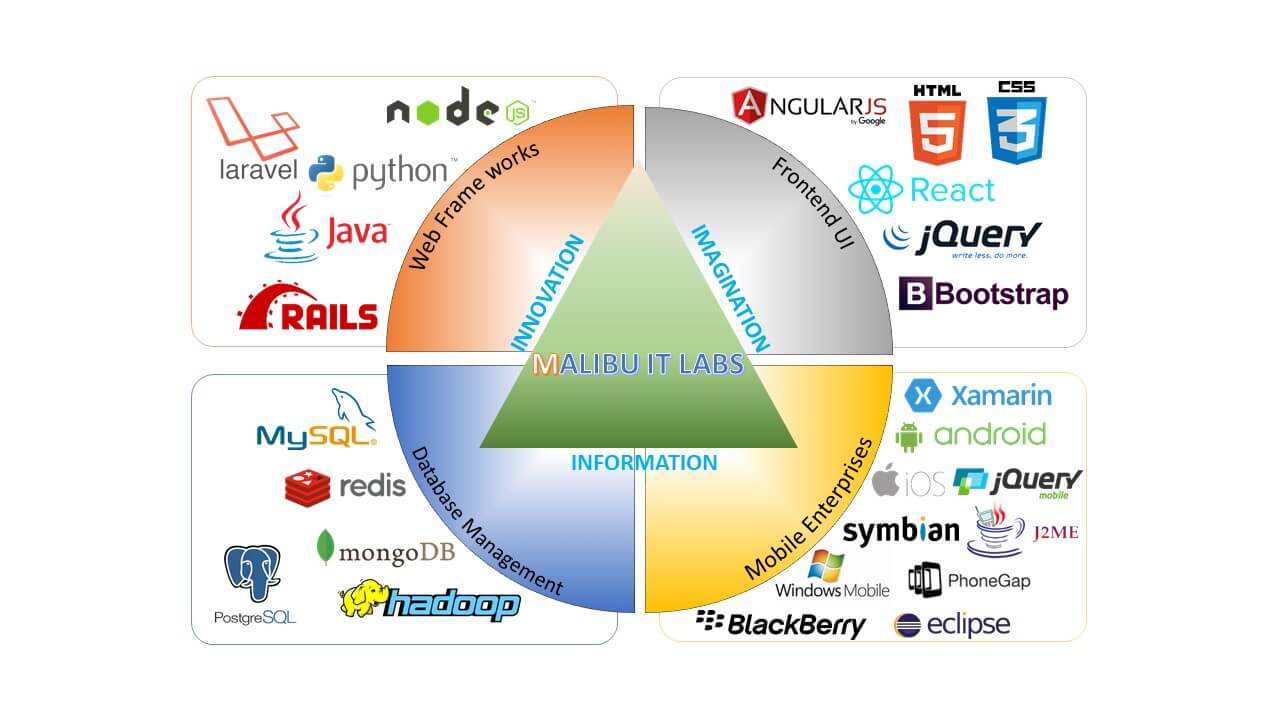 laravel
node
JS
python™
Java
RAILS
Web Frame works
ANGULARJS
by Google
HTML
5
CSS
3
React
jQuery
write less, do more.
B Bootstrap
Frontend UI
INNOVATION
IMAGINATION
MALIBU IT LABS
INFORMATION
MySQL®
redis
mongoDB
PostgreSQL
hadoop
Database Management
Xamarin
android
iOS
jQuery
mobile
symbian
J2ME
Windows Mobile
PhoneGap
BlackBerry
eclipse
Mobile Enterprises